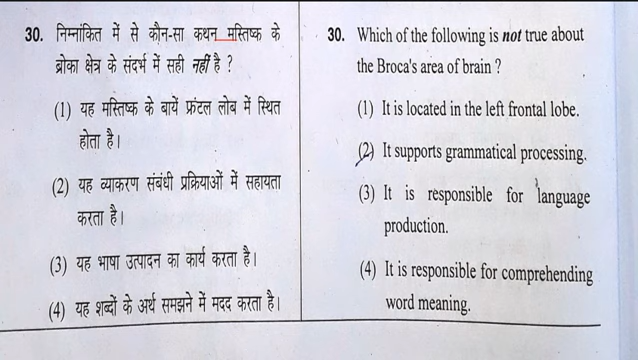 30. निम्नांकित में से कौन-सा कथन मस्तिष्क के
ब्रोका क्षेत्र के संदर्भ में सही नहीं है ?
(1) यह मस्तिष्क के बायें फ्रंटल लोब में स्थित
होता है।
(2) यह व्याकरण संबंधी प्रक्रियाओं में सहायता
करता है।
(3) यह भाषा उत्पादन का कार्य करता है।
(4) यह शब्दों के अर्थ समझने में मदद करता है।
30. Which of the following is not true about
the Broca's area of brain ?
(1) It is located in the left frontal lobe.
(2) It supports grammatical processing.
(3) It is responsible for language
production.
(4) It is responsible for comprehending
word meaning.